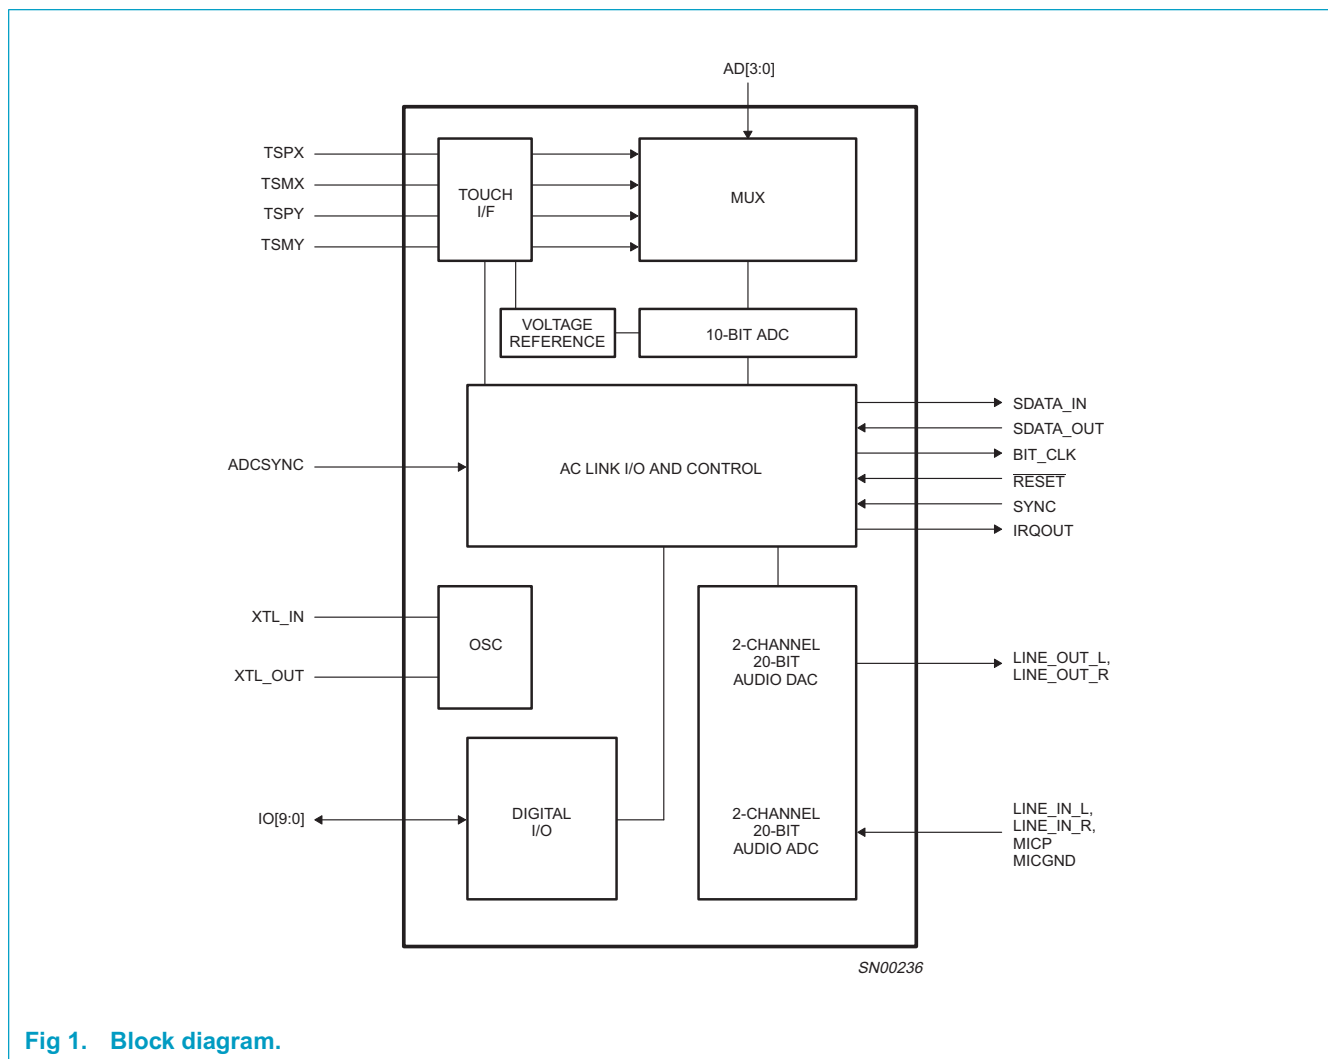 AD[3:0]
TSPX
TSMX
TSPY
TSMY
TOUCH
I/F
MUX
VOLTAGE
REFERENCE
10-BIT ADC
ADCSYNC
AC LINK I/O AND CONTROL
SDATA_IN
SDATA_OUT
BIT_CLK
RESET
SYNC
IRQOUT
XTL_IN
XTL_OUT
OSC
2-CHANNEL
20-BIT
AUDIO DAC
LINE_OUT_L,
LINE_OUT_R
IO[9:0]
DIGITAL
I/O
2-CHANNEL
20-BIT
AUDIO ADC
LINE_IN_L,
LINE_IN_R,
MICP
MICGND
SN00236
Fig 1. Block diagram.